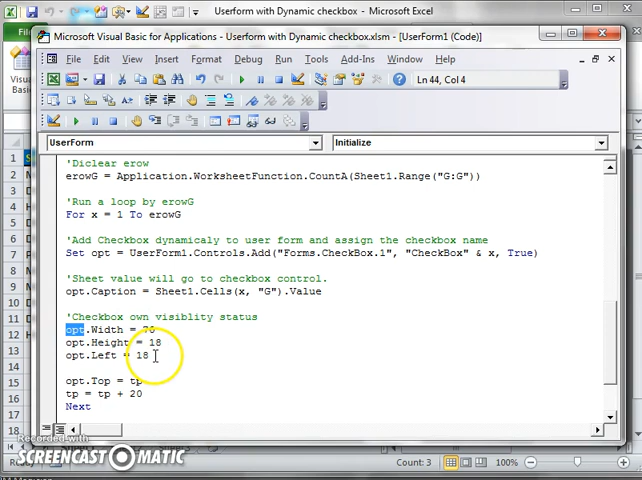 Userform with Dynamic checkbox - Microsoft Excel
Microsoft Visual Basic for Applications - Userform with Dynamic checkbox.xlsm - [UserForm1 (Code)]
File Edit View Insert Format Debug Run Tools Add-Ins Window Help
Ln 44, Col 4
UserForm
Initialize
'Diclear erow
erowG = Application.WorksheetFunction.CountA(Sheet1.Range("G:G"))
'Run a loop by erowG
For x = 1 To erowG
'Add Checkbox dynamicaly to user form and assign the checkbox name
Set opt = UserForm1.Controls.Add("Forms.CheckBox.1", "CheckBox" & x, True)
'Sheet value will go to checkbox control.
opt.Caption = Sheet1.Cells(x, "G").Value
'Checkbox own visiblity status
opt.Width = 70
opt.Height = 18
opt.Left = 18
opt.Top = tp
tp = tp + 20
Next
Recorded with
SCREENCAST-O-MATIC
Count: 3
100%